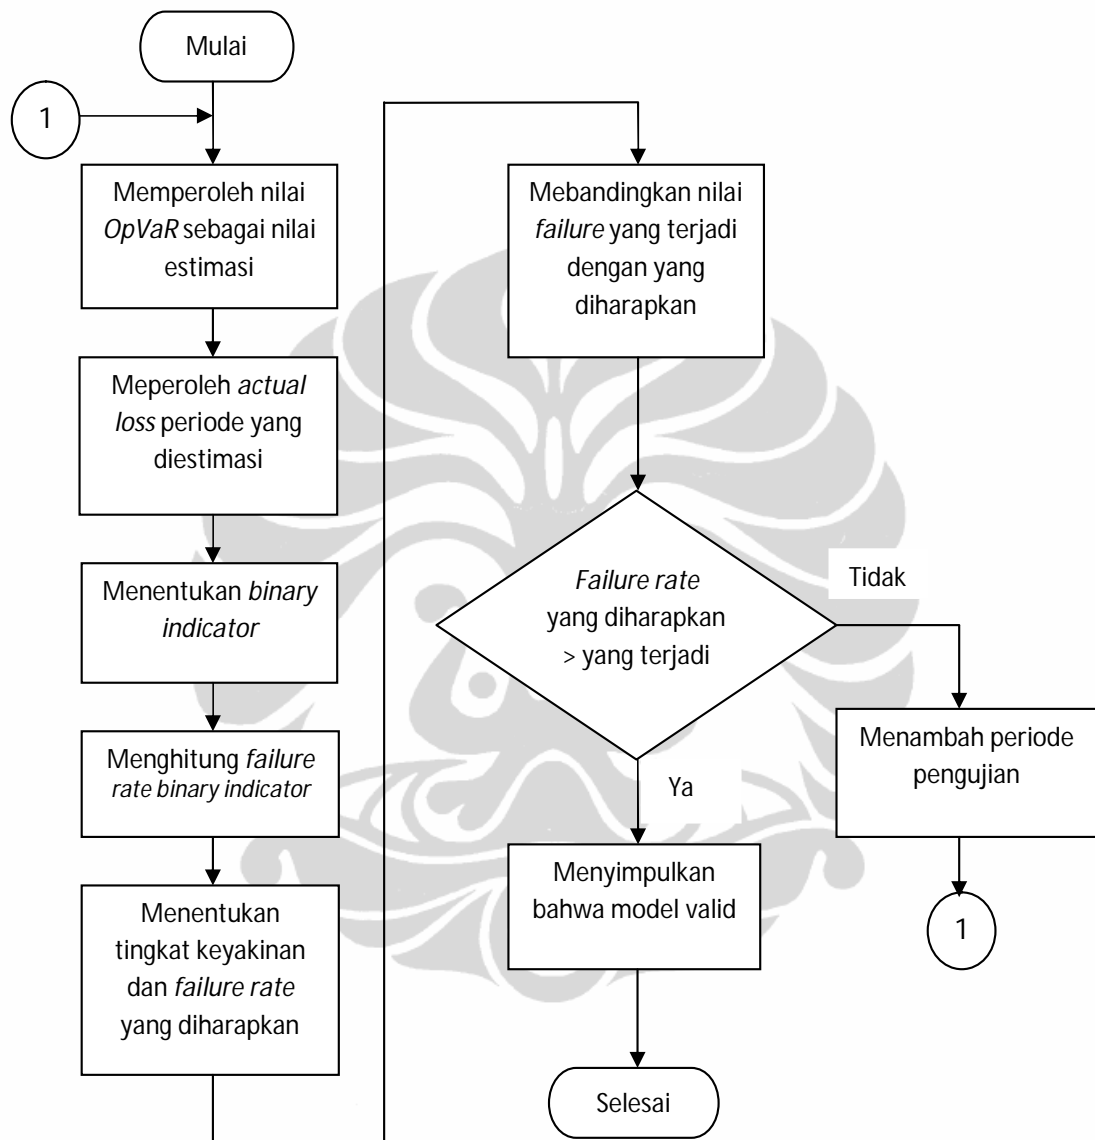 Mulai
1
Memperoleh nilai
OpVaR sebagai nilai
estimasi
Meperoleh actual
loss periode yang
diestimasi
Menentukan binary
indicator
Menghitung failure
rate binary indicator
Menentukan
tingkat keyakinan
dan failure rate
yang diharapkan
Mebandingkan nilai
failure yang terjadi
dengan yang
diharapkan
Failure rate
yang diharapkan
> yang terjadi
Tidak
Ya
Menambah periode
pengujian
1
Menyimpulkan
bahwa model valid
Selesai